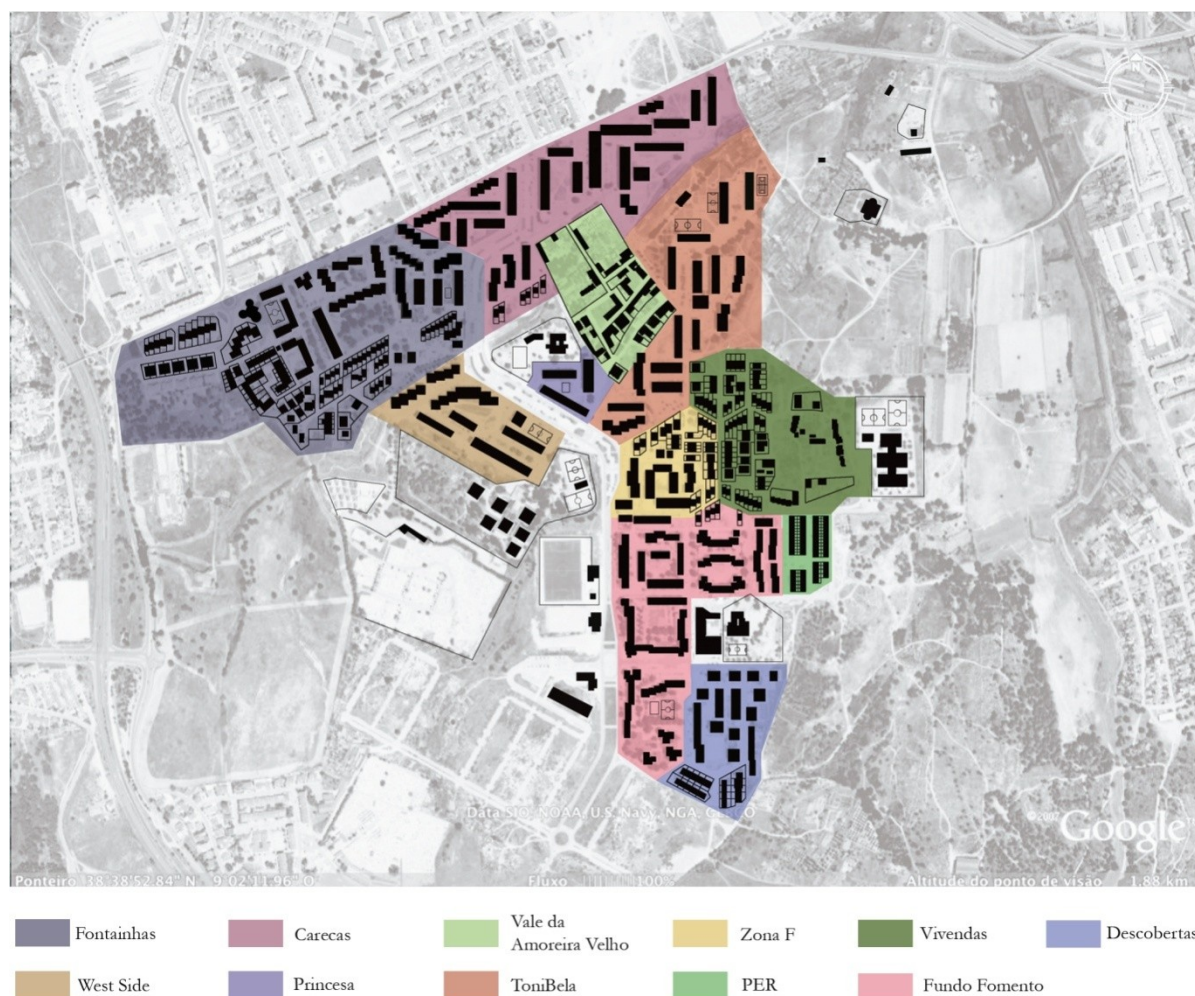 Data SIO, NOAA, U.S. Navy, NGA, GEBCO
©2007 Google
Ponteiro 38°38'52.84" N 9°02'11.96" O
Fluxo |||||||||| 100%
Altitude do ponto de visão 1.88 km
Fontainhas
Carecas
Vale da
Amoreira Velho
Zona F
Vivendas
Descobertas
West Side
Princesa
ToniBela
PER
Fundo Fomento